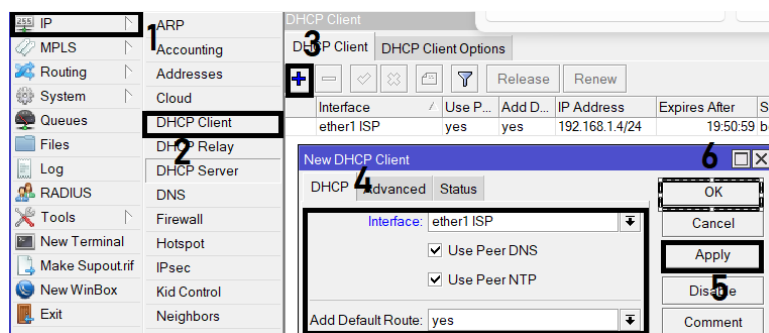 IP
MPLS
Routing
System
Queues
Files
Log
RADIUS
Tools
New Terminal
Make Supout.rif
New WinBox
Exit
1
ARP
Accounting
Addresses
Cloud
DHCP Client
DHCP Relay
2
DHCP Server
DNS
Firewall
Hotspot
IPsec
Kid Control
Neighbors
DHCP Client
3
DHCP Client DHCP Client Options
Release Renew
Interface Use P... Add D... IP Address Expires After S
ether1 ISP yes yes 192.168.1.4/24 19:50:59 b
New DHCP Client 6
DHCP 4 Advanced Status
Interface: ether1 ISP
Use Peer DNS
Use Peer NTP
Add Default Route: yes
OK
Cancel
Apply
5
Disable
Comment